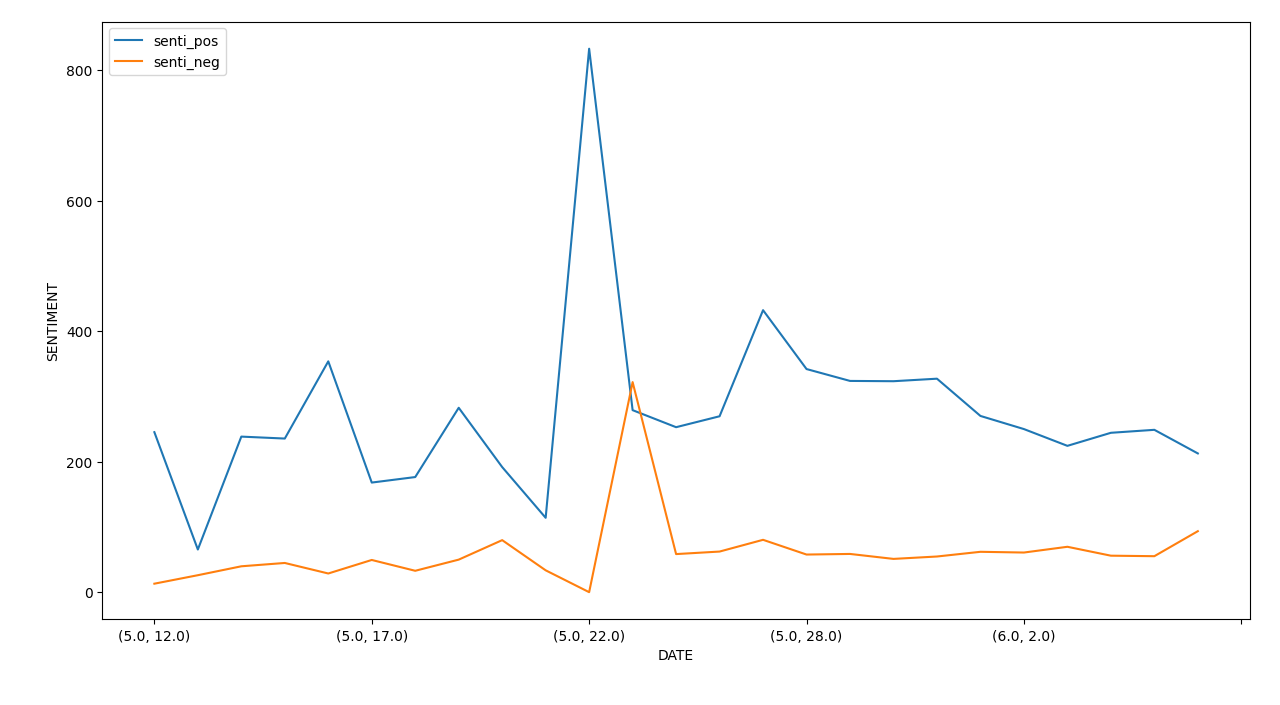 senti_pos
senti_neg
800
600
400
200
0
SENTIMENT
(5.0, 12.0)
(5.0, 17.0)
(5.0, 22.0)
(5.0, 28.0)
(6.0, 2.0)
DATE